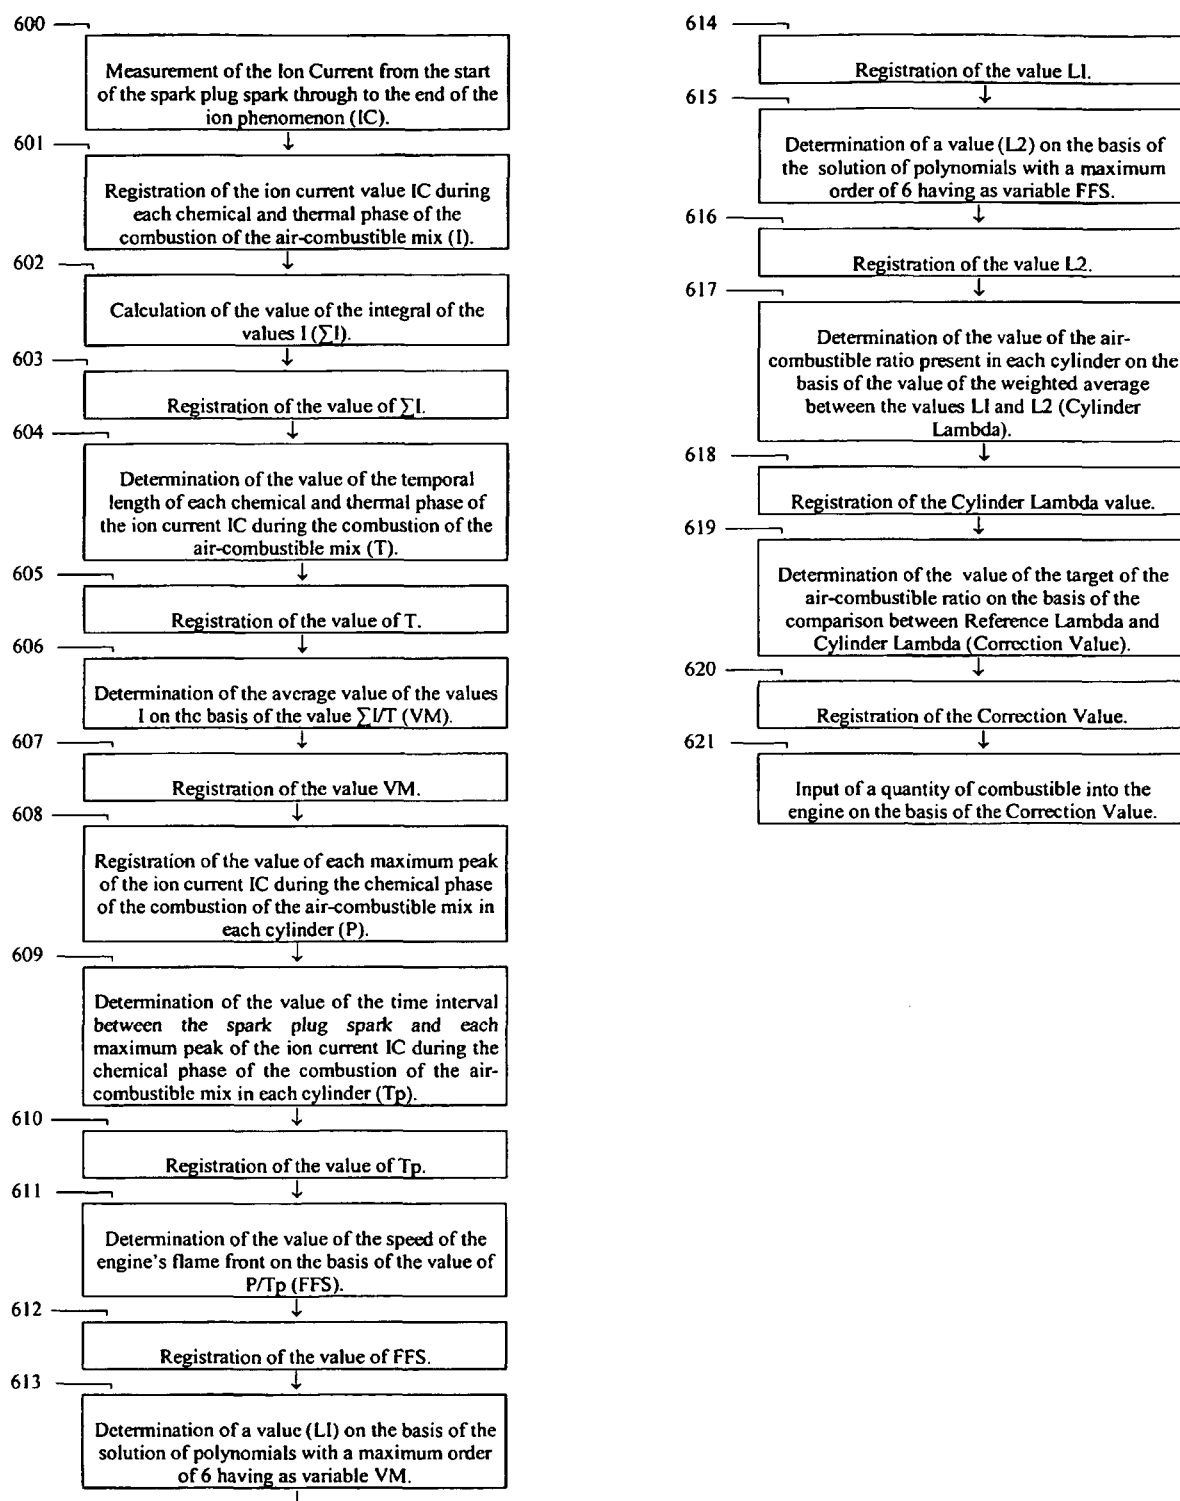 600
Measurement of the Ion Current from the start
of the spark plug spark through to the end of the
ion phenomenon (IC).
601
Registration of the ion current value IC during
each chemical and thermal phase of the
combustion of the air-combustible mix (I).
602
Calculation of the value of the integral of the
values I (∑I).
603
Registration of the value of ∑I.
604
Determination of the value of the temporal
length of each chemical and thermal phase of
the ion current IC during the combustion of the
air-combustible mix (T).
605
Registration of the value of T.
606
Determination of the average value of the values
I on the basis of the value ∑I/T (VM).
607
Registration of the value VM.
608
Registration of the value of each maximum peak
of the ion current IC during the chemical phase
of the combustion of the air-combustible mix in
each cylinder (P).
609
Determination of the value of the time interval
between the spark plug spark and each
maximum peak of the ion current IC during the
chemical phase of the combustion of the air-
combustible mix in each cylinder (Tp).
610
Registration of the value of Tp.
611
Determination of the value of the speed of the
engine's flame front on the basis of the value of
P/Tp (FFS).
612
Registration of the value of FFS.
613
Determination of a value (L1) on the basis of the
solution of polynomials with a maximum order
of 6 having as variable VM.
614
Registration of the value L1.
615
Determination of a value (L2) on the basis of
the solution of polynomials with a maximum
order of 6 having as variable FFS.
616
Registration of the value L2.
617
Determination of the value of the air-
combustible ratio present in each cylinder on the
basis of the value of the weighted average
between the values L1 and L2 (Cylinder
Lambda).
618
Registration of the Cylinder Lambda value.
619
Determination of the value of the target of the
air-combustible ratio on the basis of the
comparison between Reference Lambda and
Cylinder Lambda (Correction Value).
620
Registration of the Correction Value.
621
Input of a quantity of combustible into the
engine on the basis of the Correction Value.